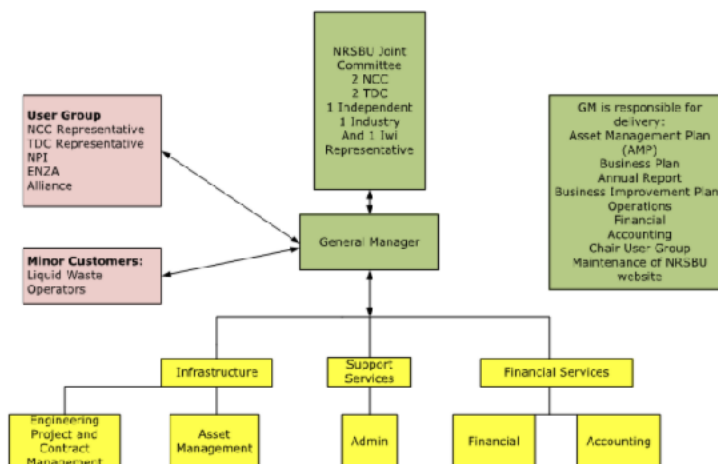 NRSBU Joint
Committee
2 NCC
2 TDC
1 Independent
1 Industry
And 1 Iwi
Representative
User Group
NCC Representative
TDC Representative
NPI
ENZA
Alliance
GM is responsible for
delivery:
Asset Management Plan
(AMP)
Business Plan
Annual Report
Business Improvement Plan
Operations
Financial
Accounting
Chair User Group
Maintenance of NRSBU
website
General Manager
Minor Customers:
Liquid Waste
Operators
Infrastructure
Support
Services
Financial Services
Engineering
Project and
Contract
Management
Asset
Management
Admin
Financial
Accounting